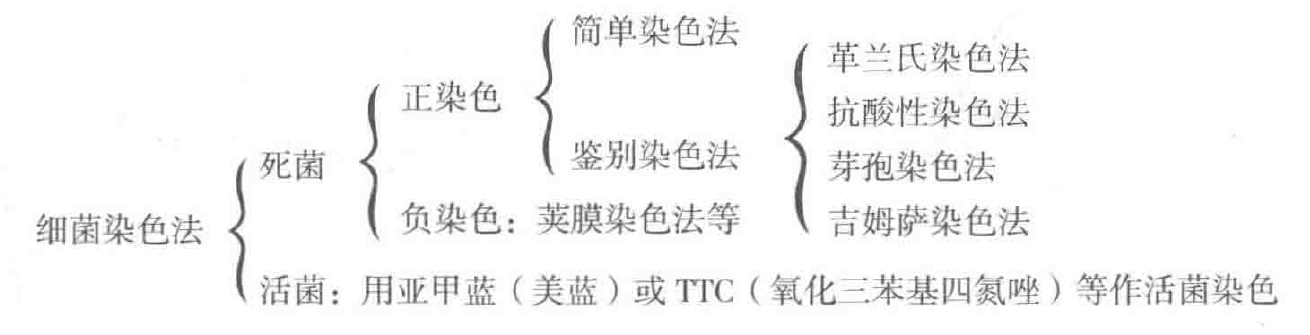 简单染色法
革兰氏染色法
正染色
抗酸性染色法
鉴别染色法
死菌
芽孢染色法
细菌染色法
负染色：荚膜染色法等
吉姆萨染色法
活菌：用亚甲蓝（美蓝）或 TTC（氧化三苯基四氮唑）等作活菌染色